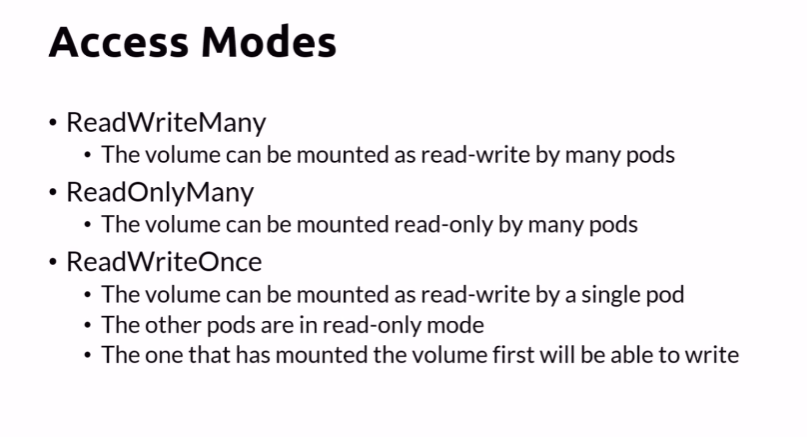 Access Modes
• ReadWriteMany
• The volume can be mounted as read-write by many pods
• ReadOnlyMany
• The volume can be mounted read-only by many pods
• ReadWriteOnce
• The volume can be mounted as read-write by a single pod
• The other pods are in read-only mode
• The one that has mounted the volume first will be able to write